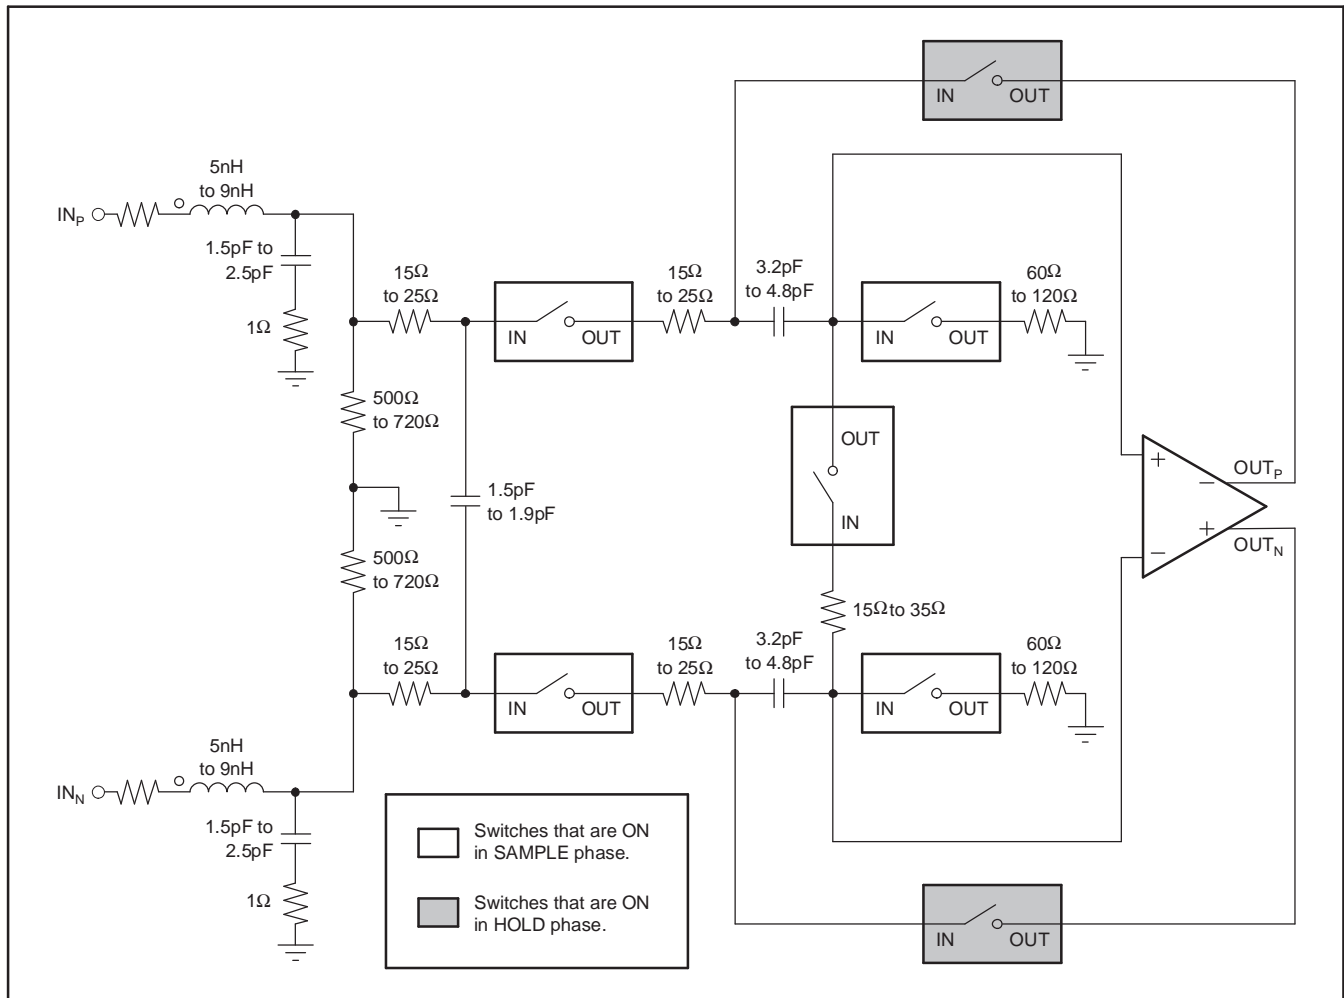 IN OUT
5nH
to 9nH
INP
1.5pF to
2.5pF
1Ω
15Ω
to 25Ω
IN OUT
15Ω
to 25Ω
3.2pF
to 4.8pF
IN OUT
60Ω
to 120Ω
500Ω
to 720Ω
OUT
IN
1.5pF
to 1.9pF
+
−
OUTP
+
−
OUTN
500Ω
to 720Ω
15Ω to 35Ω
15Ω
to 25Ω
IN OUT
15Ω
to 25Ω
3.2pF
to 4.8pF
IN OUT
60Ω
to 120Ω
5nH
to 9nH
INN
1.5pF to
2.5pF
1Ω
Switches that are ON
in SAMPLE phase.
Switches that are ON
in HOLD phase.
IN OUT